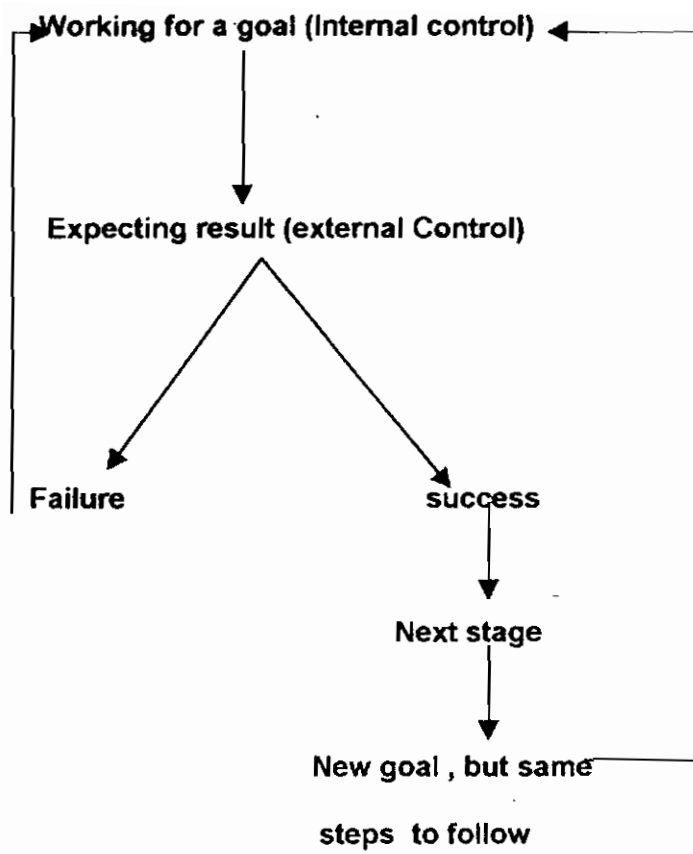 Working for a goal (Internal control)
Expecting result (external Control)
Failure
success
Next stage
New goal , but same
steps to follow